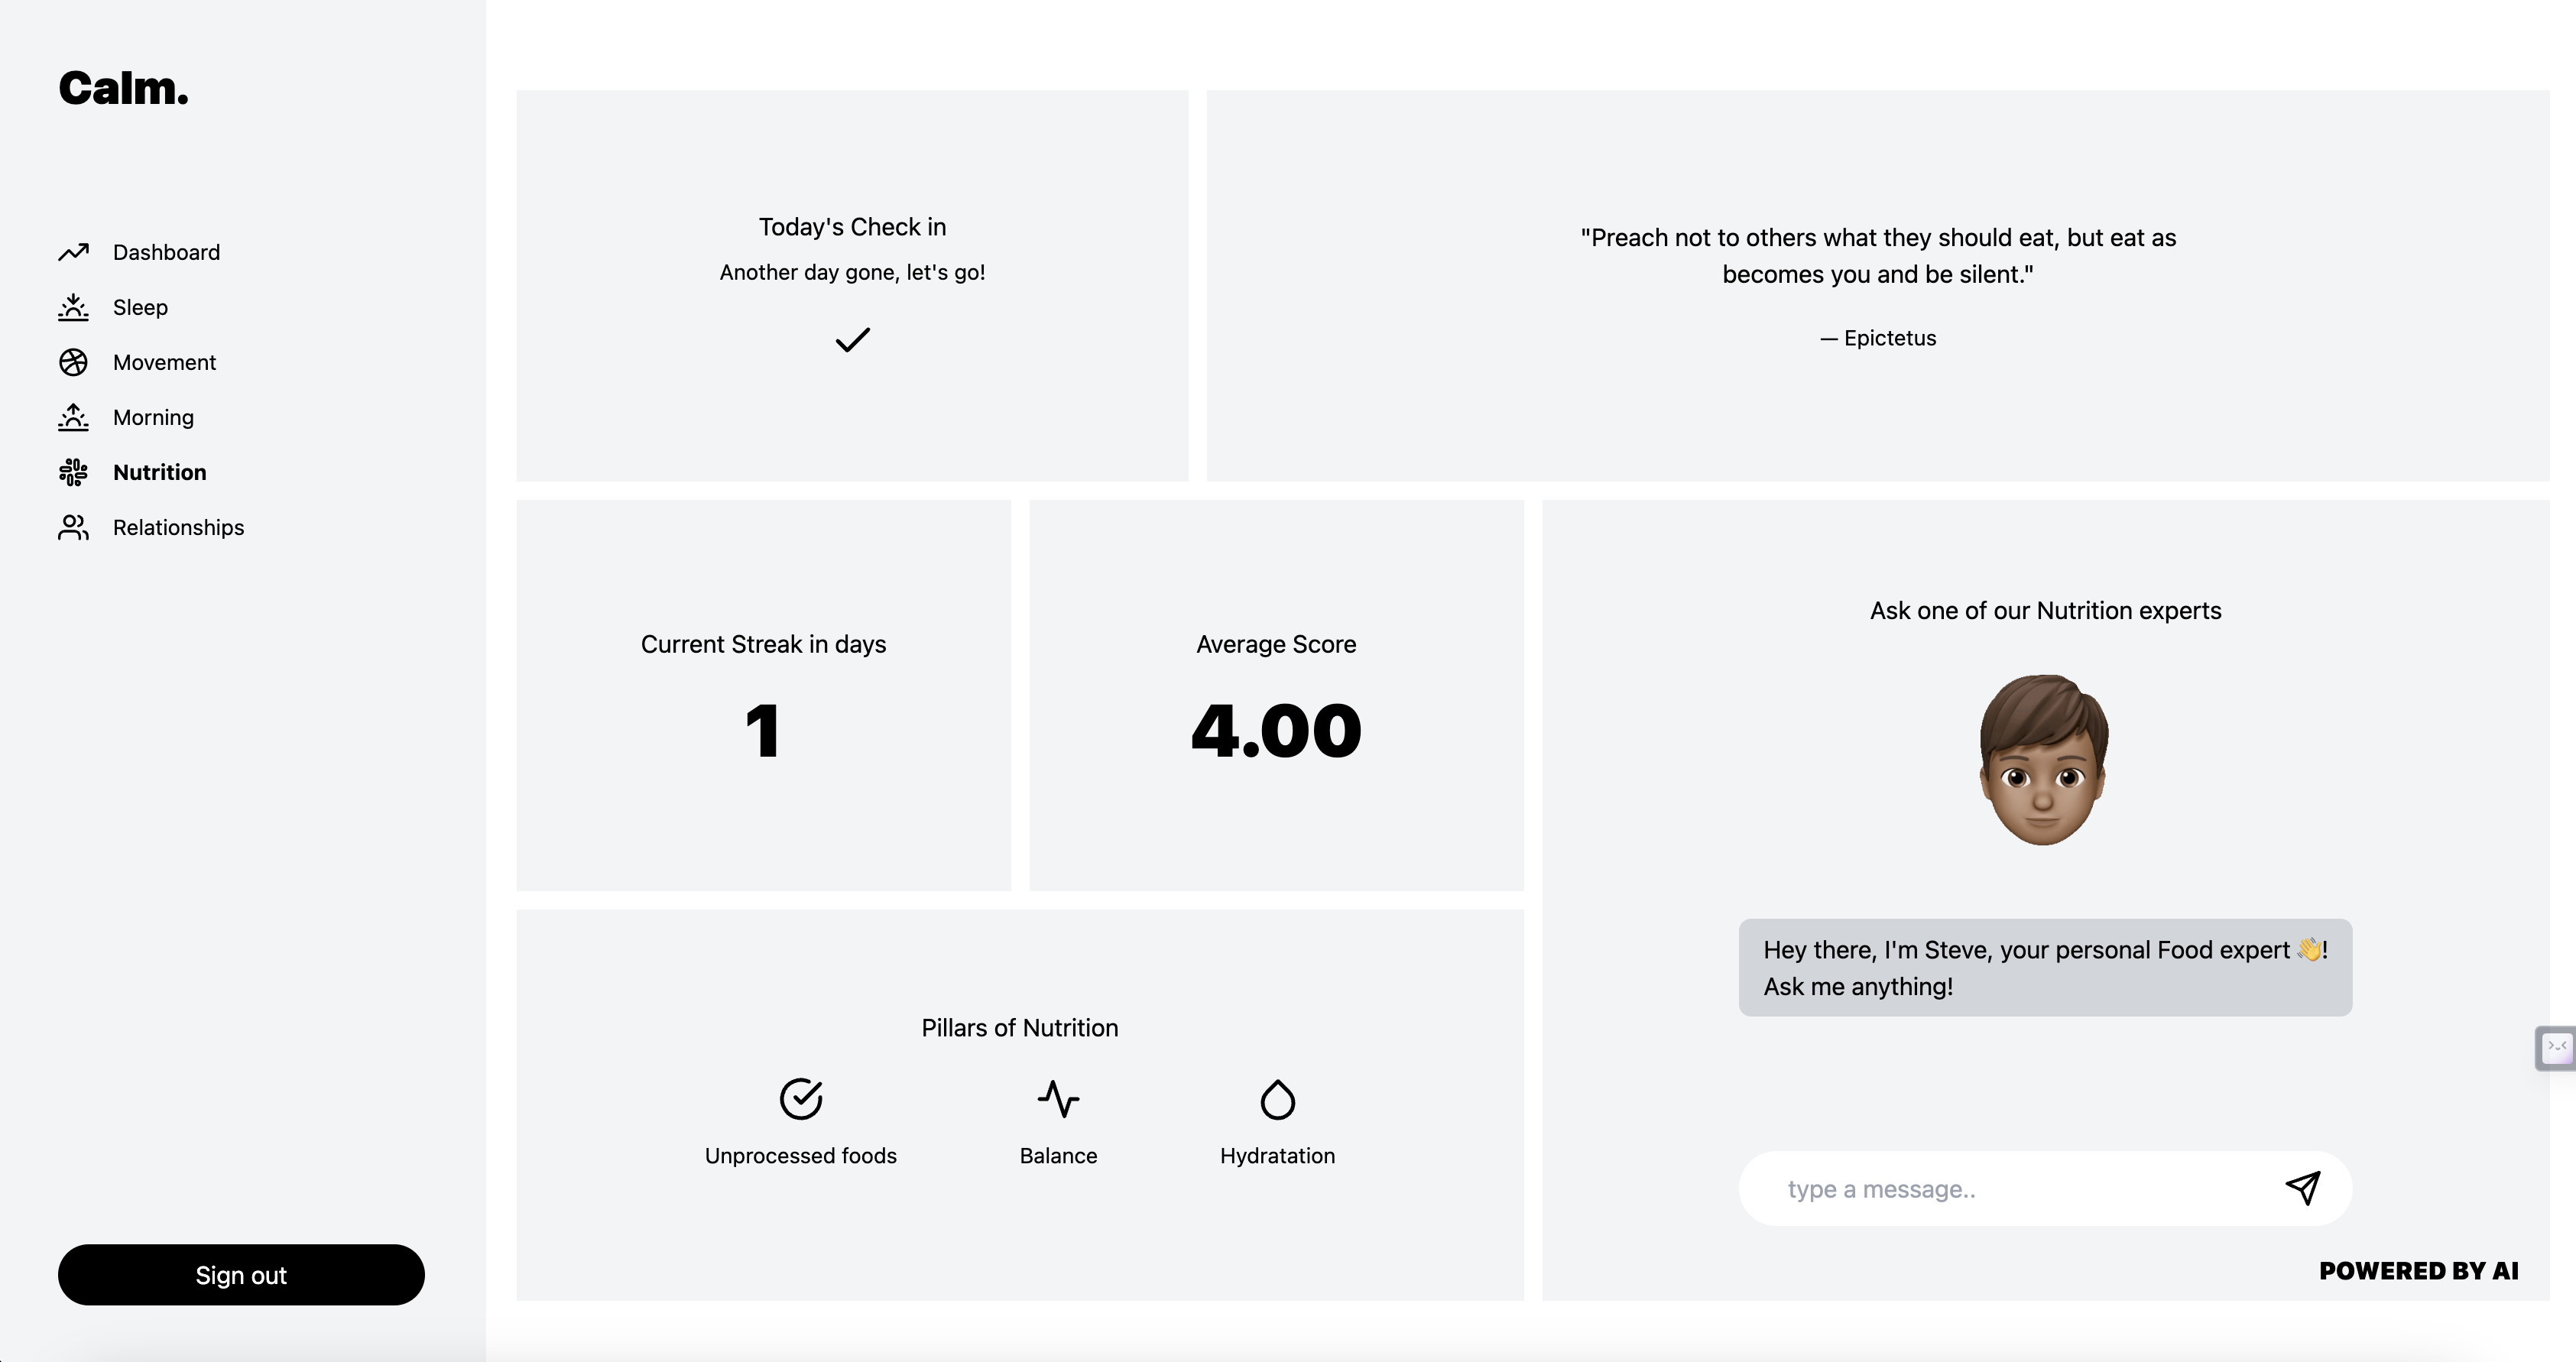 Calm.
Dashboard
Sleep
Movement
Morning
Nutrition
Relationships
Sign out
Today's Check in
Another day gone, let's go!
"Preach not to others what they should eat, but eat as
becomes you and be silent."
— Epictetus
Current Streak in days
1
Average Score
4.00
Pillars of Nutrition
Unprocessed foods
Balance
Hydratation
Ask one of our Nutrition experts
Hey there, I'm Steve, your personal Food expert 👋!
Ask me anything!
type a message..
POWERED BY AI